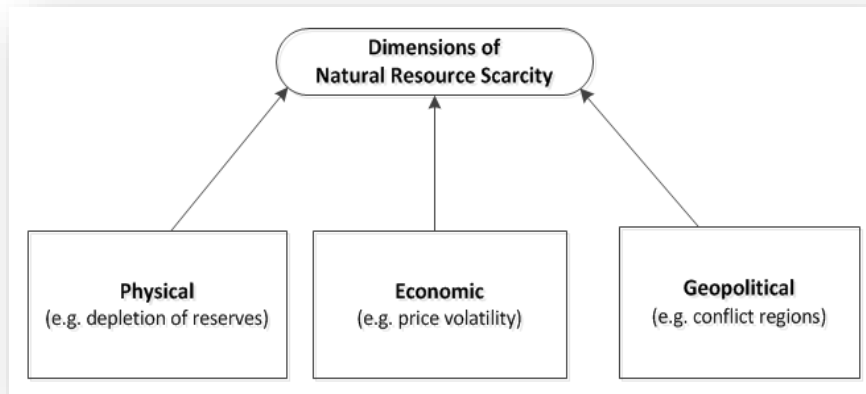 Dimensions of
Natural Resource Scarcity
Physical
(e.g. depletion of reserves)
Economic
(e.g. price volatility)
Geopolitical
(e.g. conflict regions)